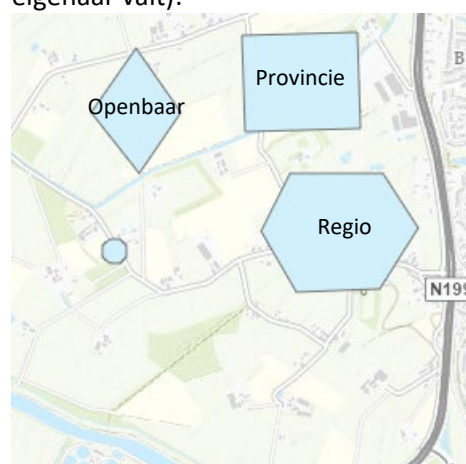 eigenaar valt).
Provincie
Openbaar
Regio
B
N199